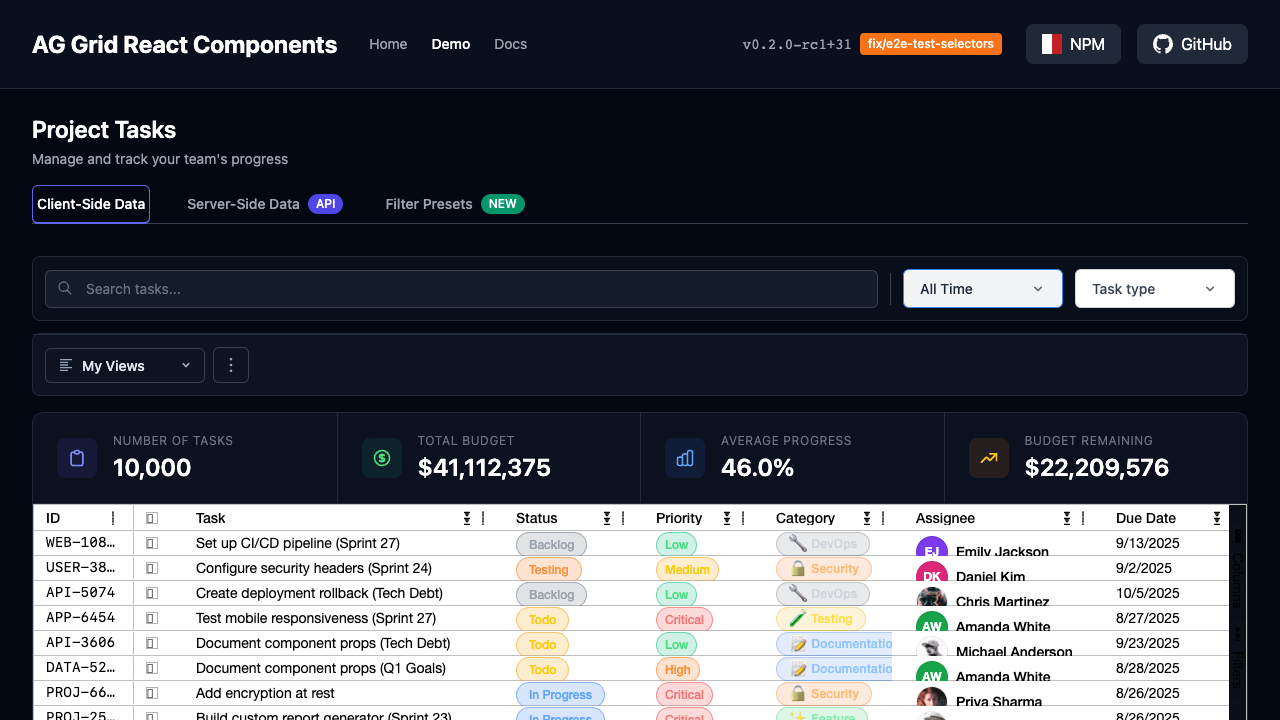 AG Grid React Components
Home
Demo
Docs
v0.2.0-rc1+31
fix/e2e-test-selectors
NPM
GitHub
Project Tasks
Manage and track your team's progress
Client-Side Data
Server-Side Data API
Filter Presets NEW
Search tasks...
All Time
Task type
My Views
NUMBER OF TASKS
10,000
TOTAL BUDGET
$41,112,375
AVERAGE PROGRESS
46.0%
BUDGET REMAINING
$22,209,576
ID Task Status Priority Category Assignee Due Date
WEB-108… Set up CI/CD pipeline (Sprint 27) Backlog Low DevOps EJ Emily Jackson 9/13/2025
USER-38… Configure security headers (Sprint 24) Testing Medium Security DK Daniel Kim 9/2/2025
API-5074 Create deployment rollback (Tech Debt) Backlog Low DevOps Chris Martinez 10/5/2025
APP-6454 Test mobile responsiveness (Sprint 27) Todo Critical Testing AW Amanda White 8/27/2025
API-3606 Document component props (Tech Debt) Todo Low Documentatio Michael Anderson 9/23/2025
DATA-52… Document component props (Q1 Goals) Todo High Documentatio AW Amanda White 8/28/2025
PROJ-66… Add encryption at rest In Progress Critical Security Priya Sharma 8/26/2025
PROJ-25… Build custom report generator (Sprint 23) In Progress Critical Feature 8/26/2025
Columns
Filters